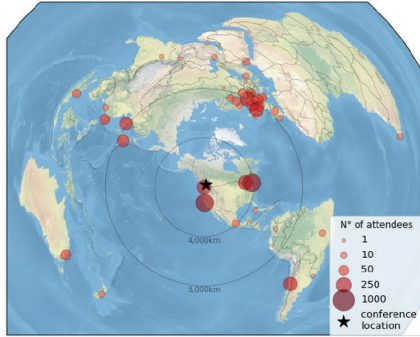 4,000km
8,000km
N° of attendees
1
10
50
250
1000
conference
location